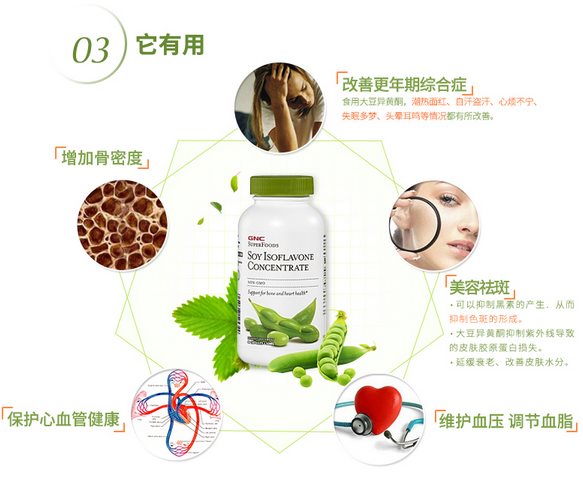 03 它有用
「改善更年期综合症」
食用大豆异黄酮，潮热面红、自汗盗汗、心烦不宁、
失眠多梦、头晕耳鸣等情况都有所改善。
「增加骨密度」
GNC
SUPERFOODS
SOY ISOFLAVONE
CONCENTRATE
NON-GMO
Support for bone and heart health*
「美容祛斑」
·可以抑制黑素的产生、从而
抑制色斑的形成。
·大豆异黄酮抑制紫外线导致
的皮肤胶原蛋白损失。
·延缓衰老、改善皮肤水分。
「保护心血管健康」
「维护血压 调节血脂」